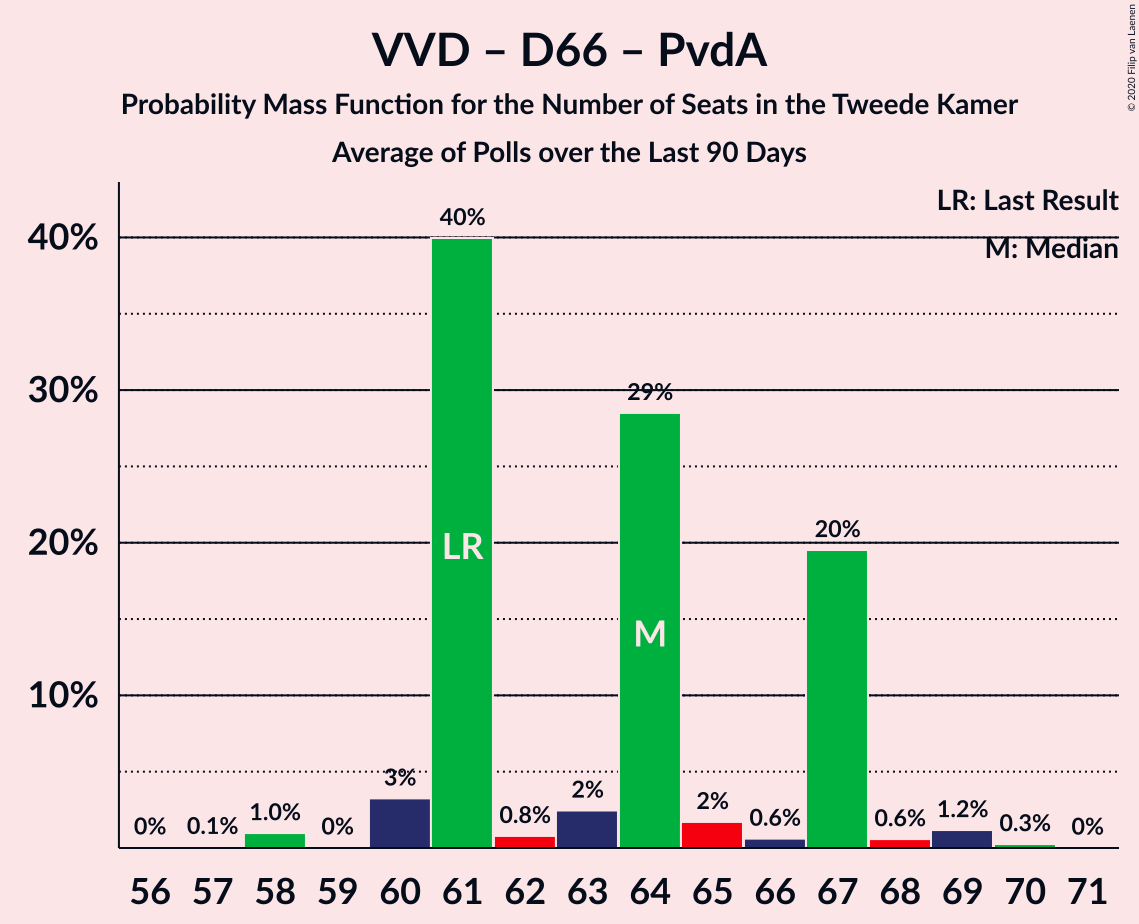 VVD – D66 – PvdA
Probability Mass Function for the Number of Seats in the Tweede Kamer
Average of Polls over the Last 90 Days
© 2020 Filip van Laenen
LR: Last Result
M: Median
40%
30%
20%
10%
0%
0.1%
1.0%
0%
3%
40%
0.8%
2%
29%
2%
0.6%
20%
0.6%
1.2%
0.3%
0%
LR
M
56 57 58 59 60 61 62 63 64 65 66 67 68 69 70 71